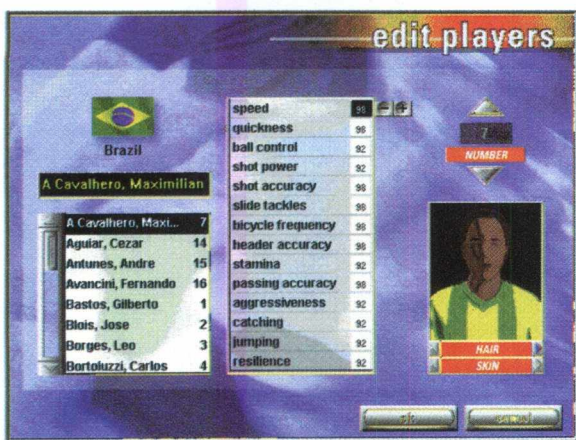 edit players
Brazil
A Cavalhero, Maximilian
A Cavalhero, Maxi... 7
Aguiar, Cezar 14
Antunes, Andre 15
Avancini, Fernando 16
Bastos, Gilberto 1
Blois, Jose 2
Borges, Leo 3
Bortoluzzi, Carlos 4
speed 98 - +
quickness 98
ball control 92
shot power 92
shot accuracy 98
slide tackles 98
bicycle frequency 98
header accuracy 98
stamina 92
passing accuracy 98
aggressiveness 92
catching 92
jumping 92
resilience 92
7
NUMBER
HAIR
SKIN